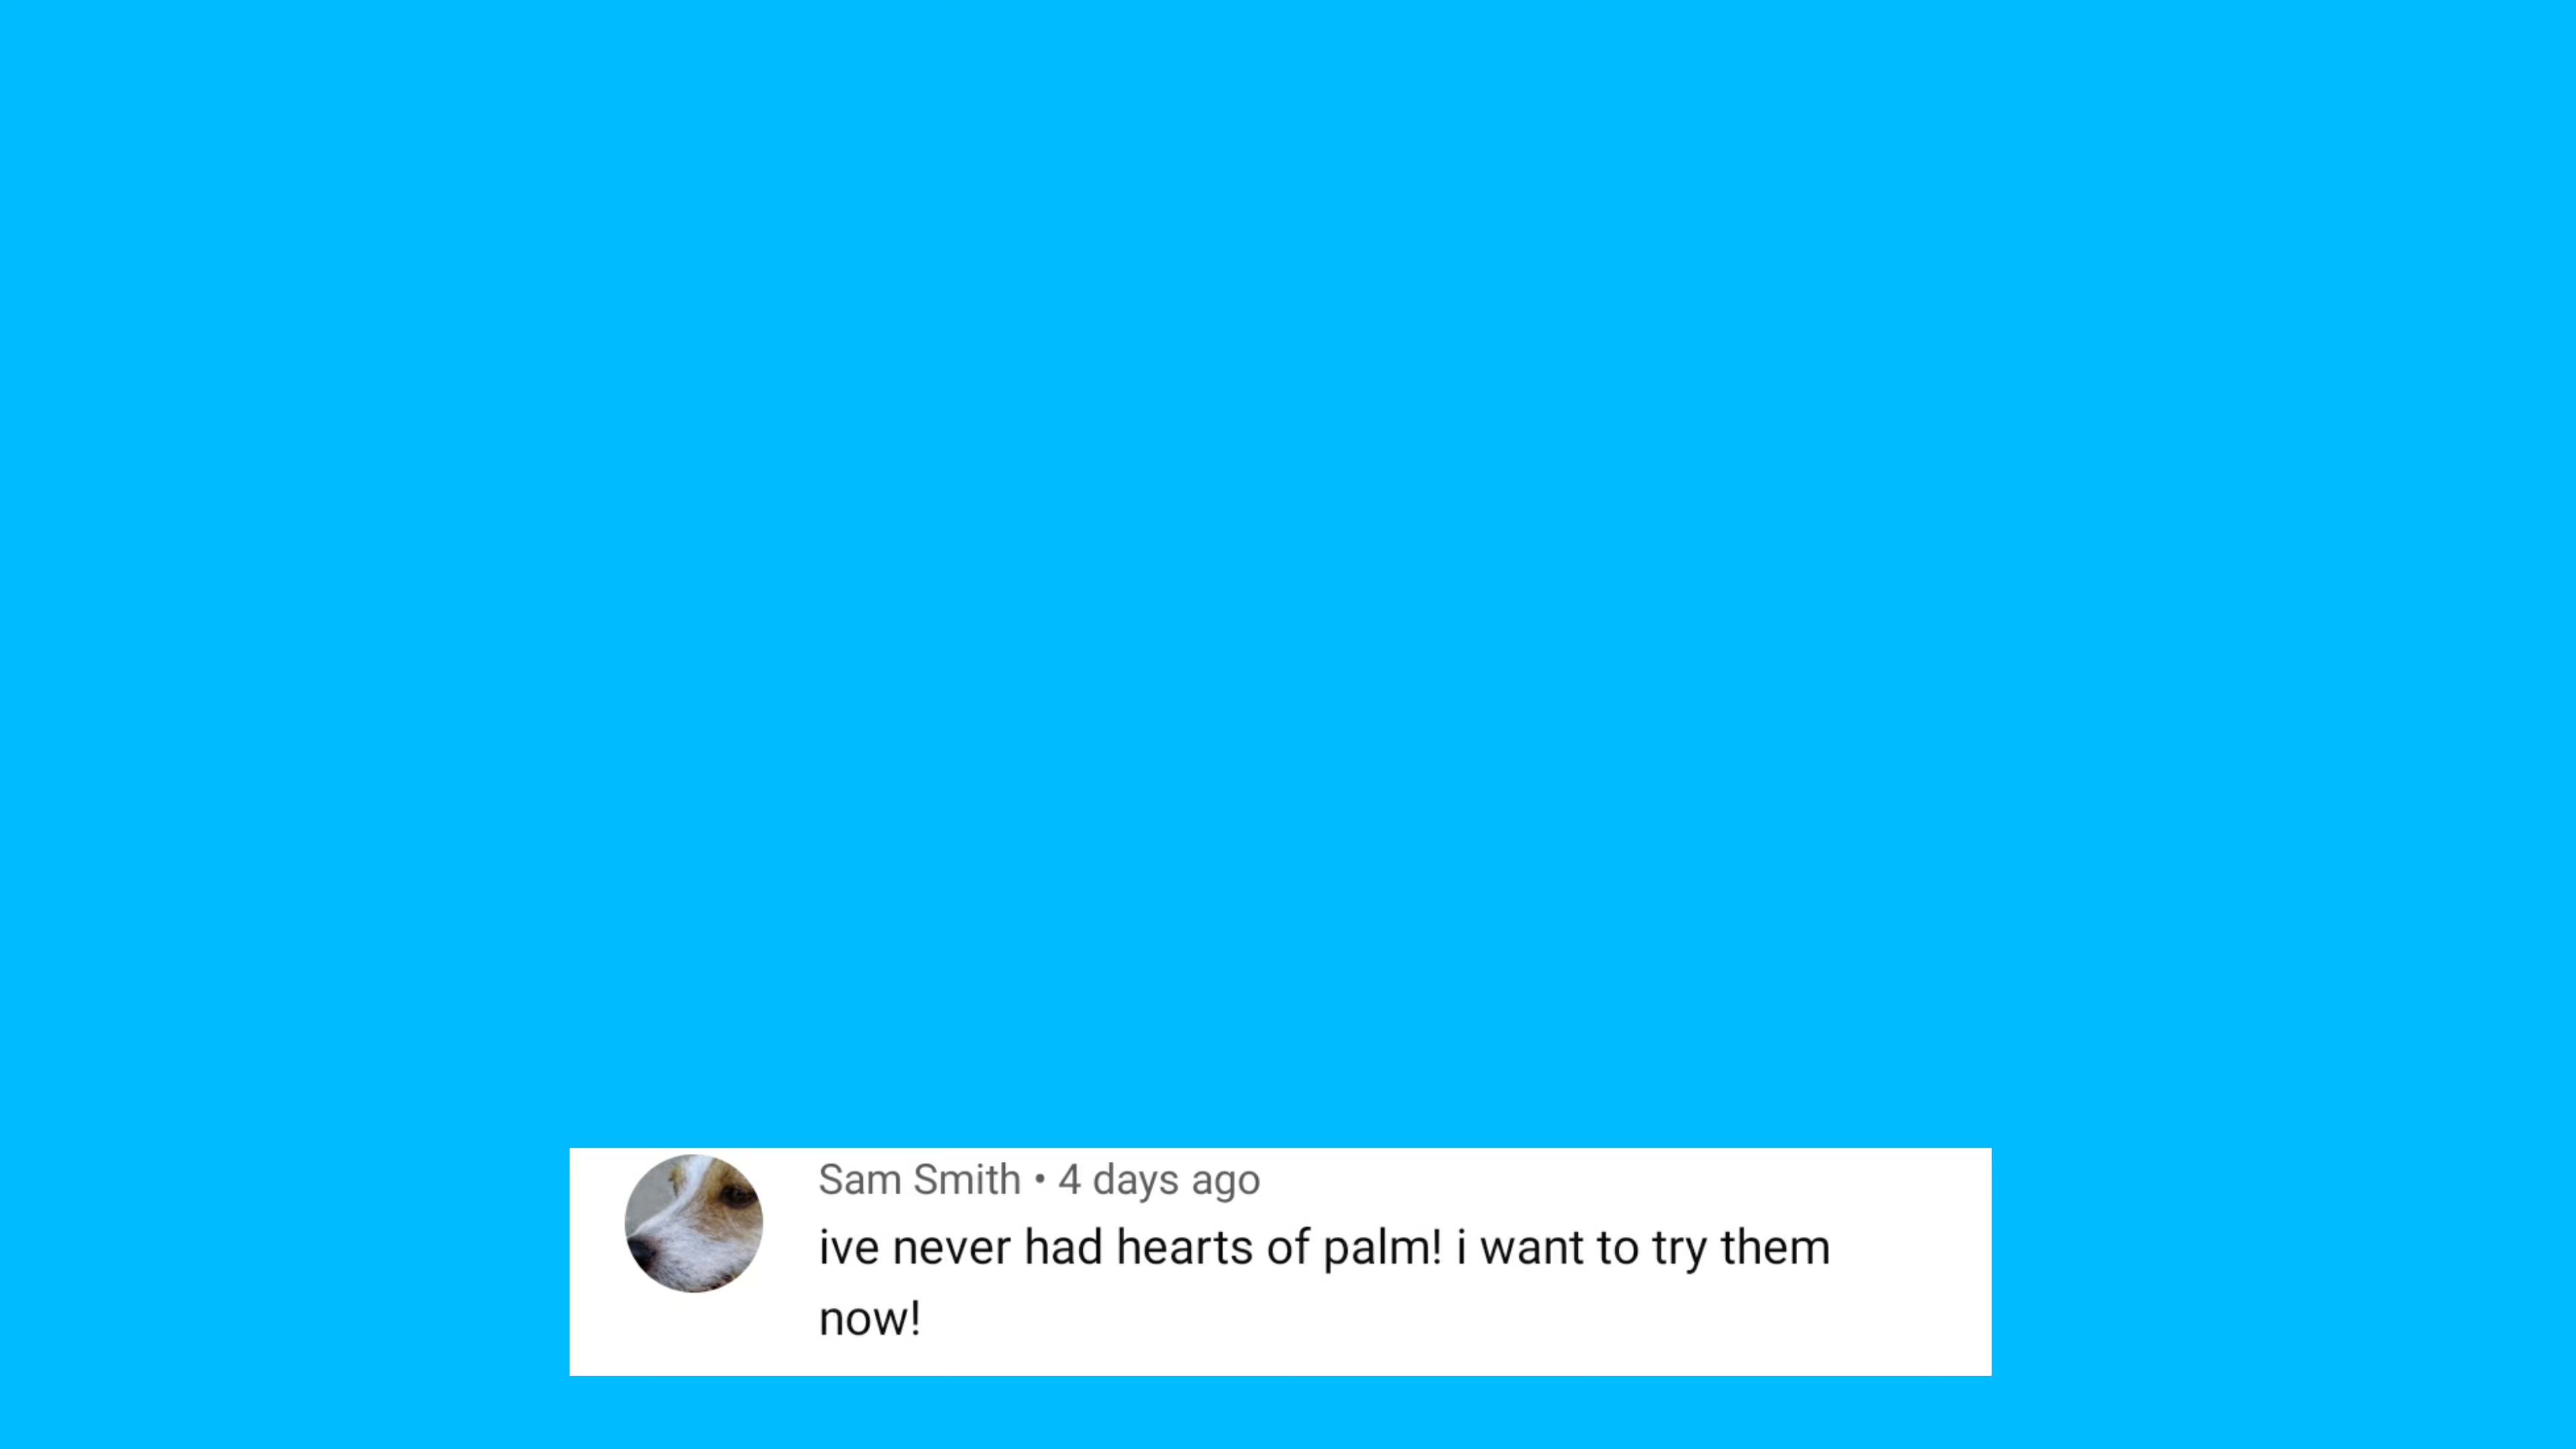 Sam Smith • 4 days ago
ive never had hearts of palm! i want to try them
now!